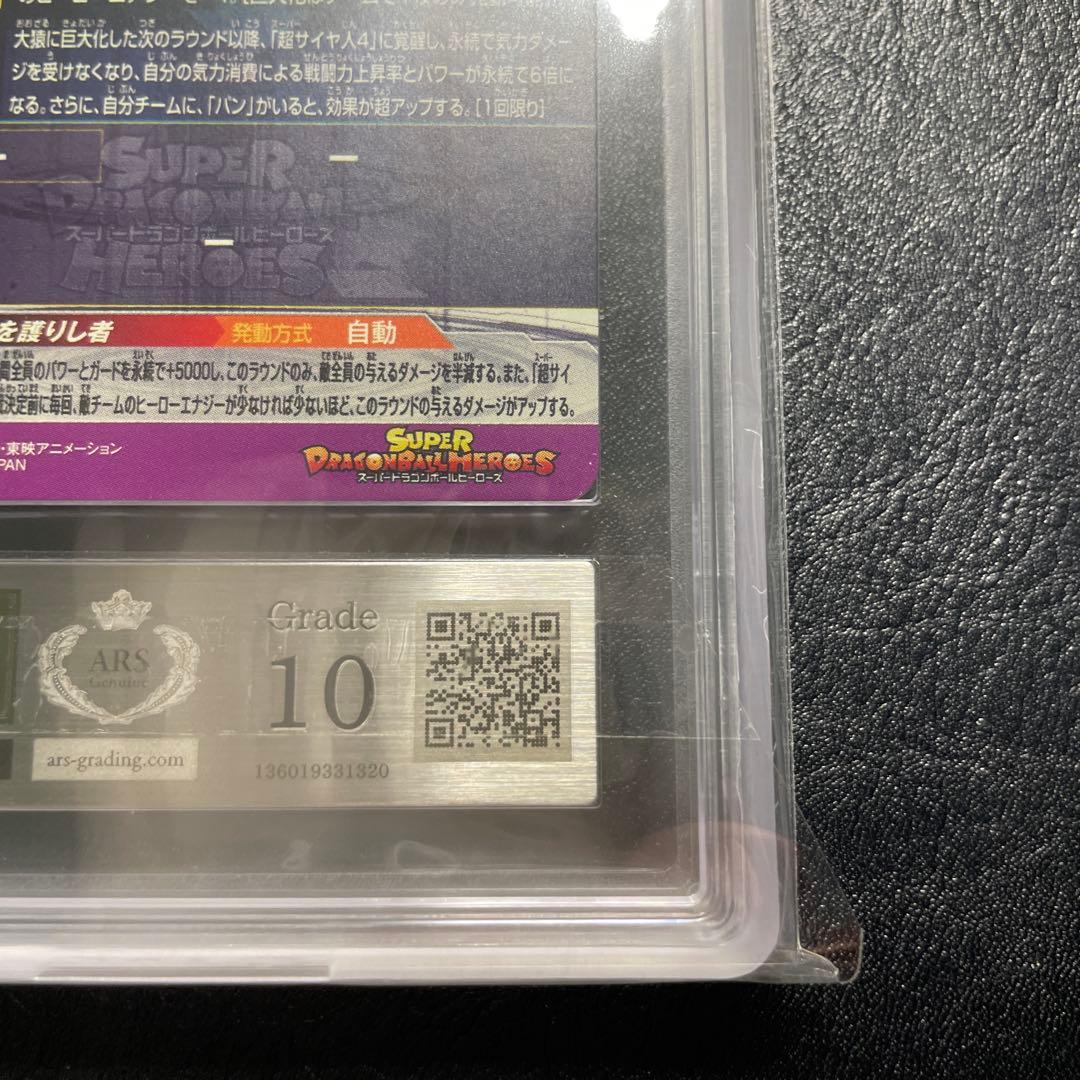 大猿に巨大化した次のラウンド以降、「超サイヤ人4」に覚醒し、永続で気力ダメー
ジを受けなくなり、自分の気力消費による戦闘力上昇率とパワーが永続で6倍に
なる。さらに、自分チームに、「パン」がいると、効果が超アップする。[1回限り]
SUPER
DRAGONBALL
スーパードラゴンボールヒーローズ
HEROES
を護りし者 発動方式 自動
間全員のパワーとガードを永続で+5000し、このラウンドのみ、敵全員の与えるダメージを半減する。また、「超サイ
決定前に毎回、敵チームのヒーローエナジーが少なければ少ないほど、このラウンドの与えるダメージがアップする。
・東映アニメーション
PAN
SUPER
DRAGONBALL HEROES
スーパードラゴンボールヒーローズ
ARS
Genuine
ars-grading.com
Grade
10
136019331320